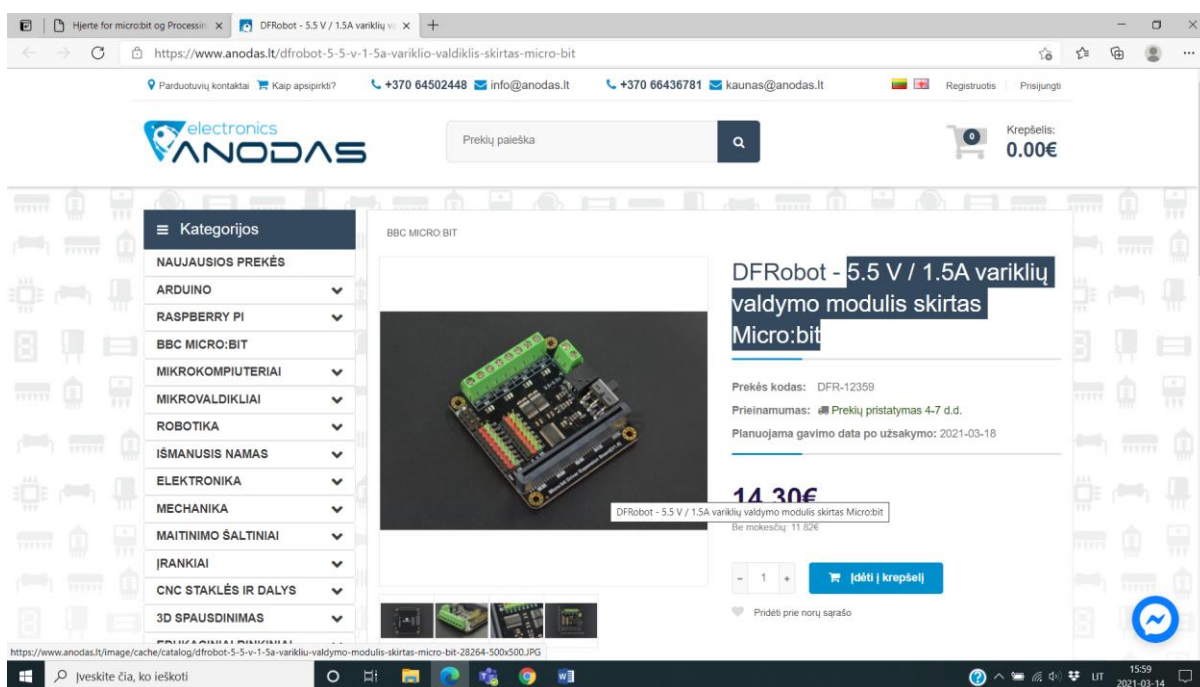 Hjerte for micro:bit og Processin
DFRobot - 5.5 V / 1.5A variklių v
https://www.anodas.lt/dfrobot-5-5-v-1-5a-variklio-valdiklis-skirtas-micro-bit
Parduotuvių kontaktai Kaip apsipirkti? +370 64502448 info@anodas.lt +370 66436781 kaunas@anodas.lt Registruotis Prisijungti
electronics
ANODAS
Prekių paieška
0
Krepšelis:
0.00€
Kategorijos
NAUJAUSIOS PREKĖS
ARDUINO
RASPBERRY PI
BBC MICRO:BIT
MIKROKOMPIUTERIAI
MIKROVALDIKLIAI
ROBOTIKA
IŠMANUSIS NAMAS
ELEKTRONIKA
MECHANIKA
MAITINIMO ŠALTINIAI
ĮRANKIAI
CNC STAKLĖS IR DALYS
3D SPAUSDINIMAS
BBC MICRO:BIT
DFRobot - 5.5 V / 1.5A variklių
valdymo modulis skirtas
Micro:bit
Prekės kodas: DFR-12359
Prieinamumas: Prekių pristatymas 4-7 d.d.
Planuojama gavimo data po užsakymo: 2021-03-18
14.30€
DFRobot - 5.5 V / 1.5A variklių valdymo modulis skirtas Micro:bit
Be mokesčių: 11.82€
- 1 +
Įdėti į krepšelį
Pridėti prie norų sąrašo
https://www.anodas.lt/image/cache/catalog/dfrobot-5-5-v-1-5a-varikliu-valdymo-modulis-skirtas-micro-bit-28264-500x500.JPG
Įveskite čia, ko ieškoti
LIT
15:59
2021-03-14